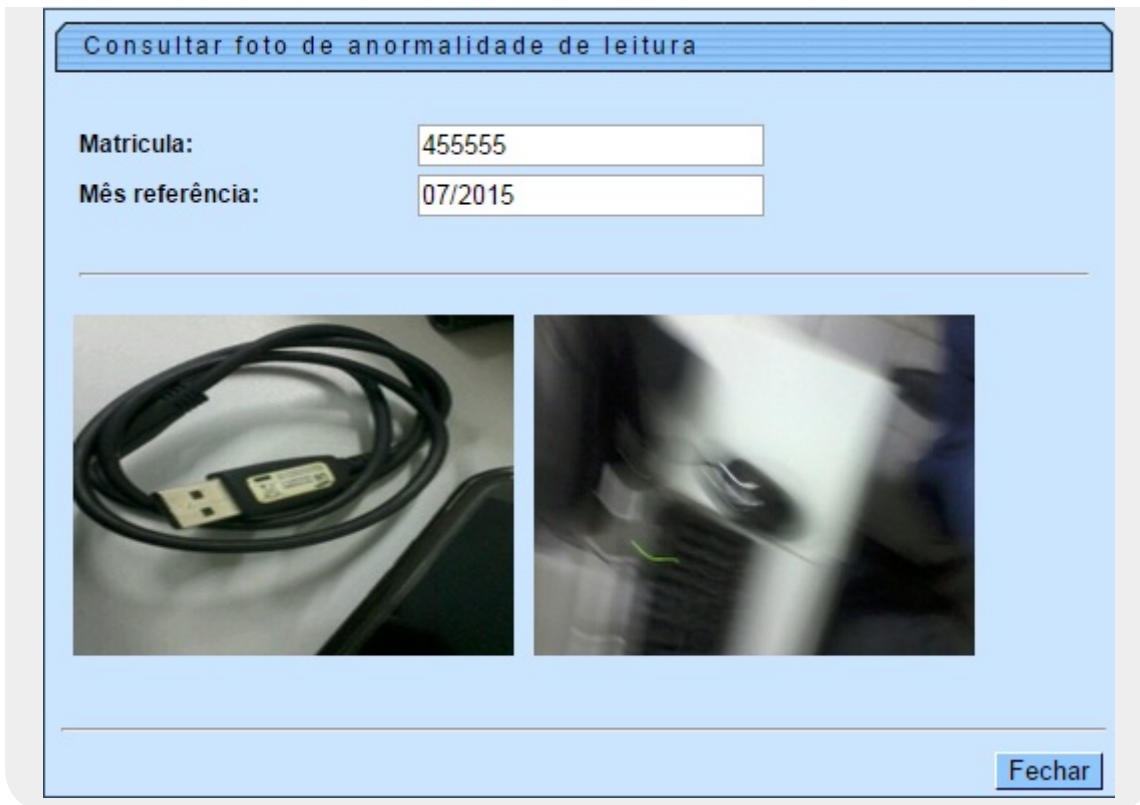 Consultar foto de anormalidade de leitura
Matricula:
455555
Mês referência:
07/2015
Fechar